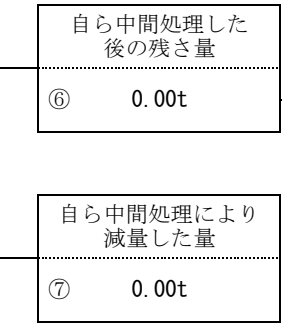 自ら中間処理した
後の残さ量
⑥ 0.00t
自ら中間処理により
減量した量
⑦ 0.00t